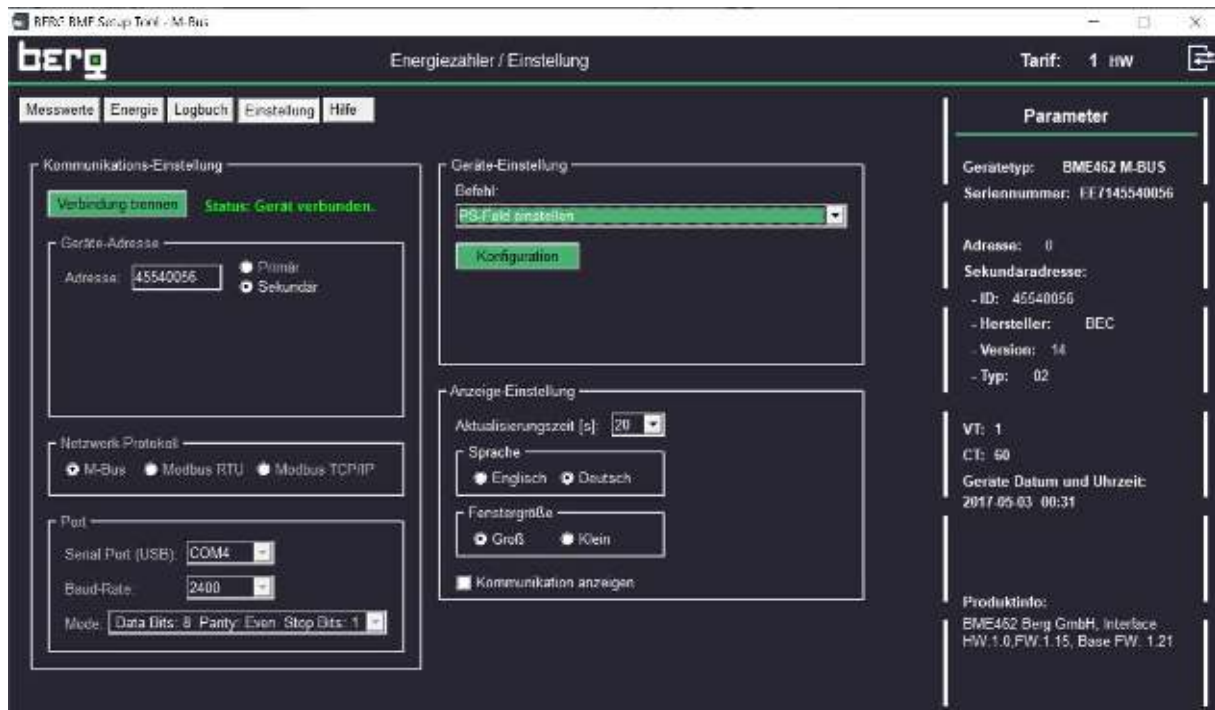 BERG BME Setup Tool - M-Bus
berg
Energiezähler / Einstellung
Tarif: 1 HW
Messwerte Energie Logbuch Einstellung Hilfe
Kommunikations-Einstellung
Verbindung trennen Status: Gerät verbunden.
Geräte-Adresse
Adresse: 45540056
Primär
Sekundär
Netzwerk Protokoll
M-Bus Modbus RTU Modbus TCP/IP
Port
Serial Port (USB): COM4
Baud-Rate: 2400
Mode: Data Bits: 8 Parity: Even Stop Bits: 1
Geräte-Einstellung
Befehl:
PS-Feld einstellen
Konfiguration
Anzeige-Einstellung
Aktualisierungszeit [s]: 20
Sprache
Englisch Deutsch
Fenstergröße
Groß Klein
Kommunikation anzeigen
Parameter
Gerätetyp: BME462 M-BUS
Seriennummer: EE7145540056
Adresse: 0
Sekundäradresse:
- ID: 45540056
- Hersteller: BEC
- Version: 14
- Typ: 02
VT: 1
CT: 60
Geräte Datum und Uhrzeit:
2017-05-03 00:31
Produktinfo:
BME462 Berg GmbH, Interface
HW.1.0,FW.1.15, Base FW. 1.21